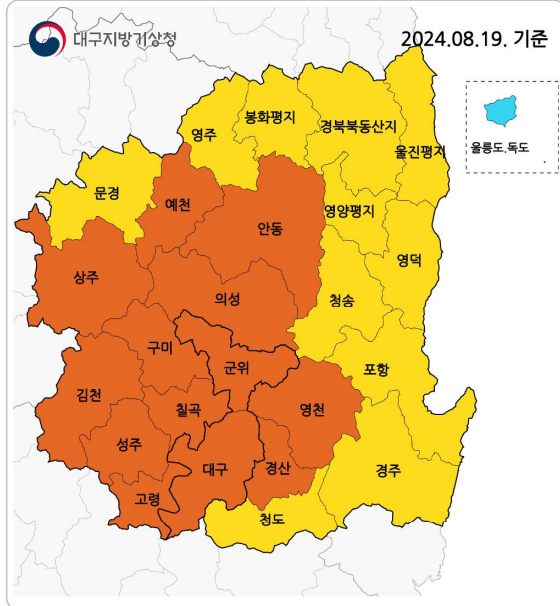 대구지방기상청
2024.08.19. 기준
봉화평지
영주
경북북동산지
울진평지
울릉도.독도
문경
예천
영양평지
안동
영덕
상주
의성
청송
구미
군위
포항
김천
칠곡
영천
성주
대구
경산
경주
고령
청도